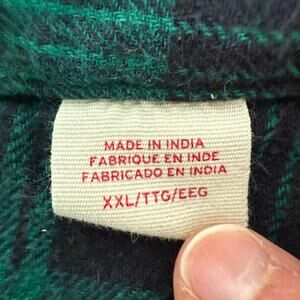 MADE IN INDIA
FABRIQUE EN INDE
FABRICADO EN INDIA
XXL/TTG/EEG